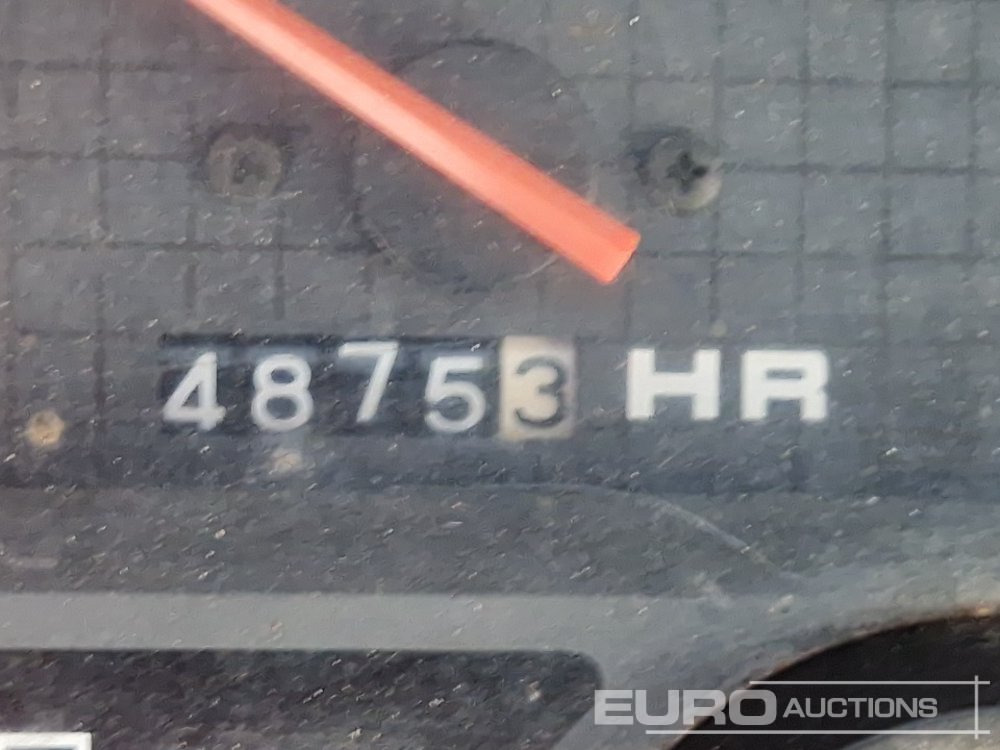 48753 HR
EURO AUCTIONS